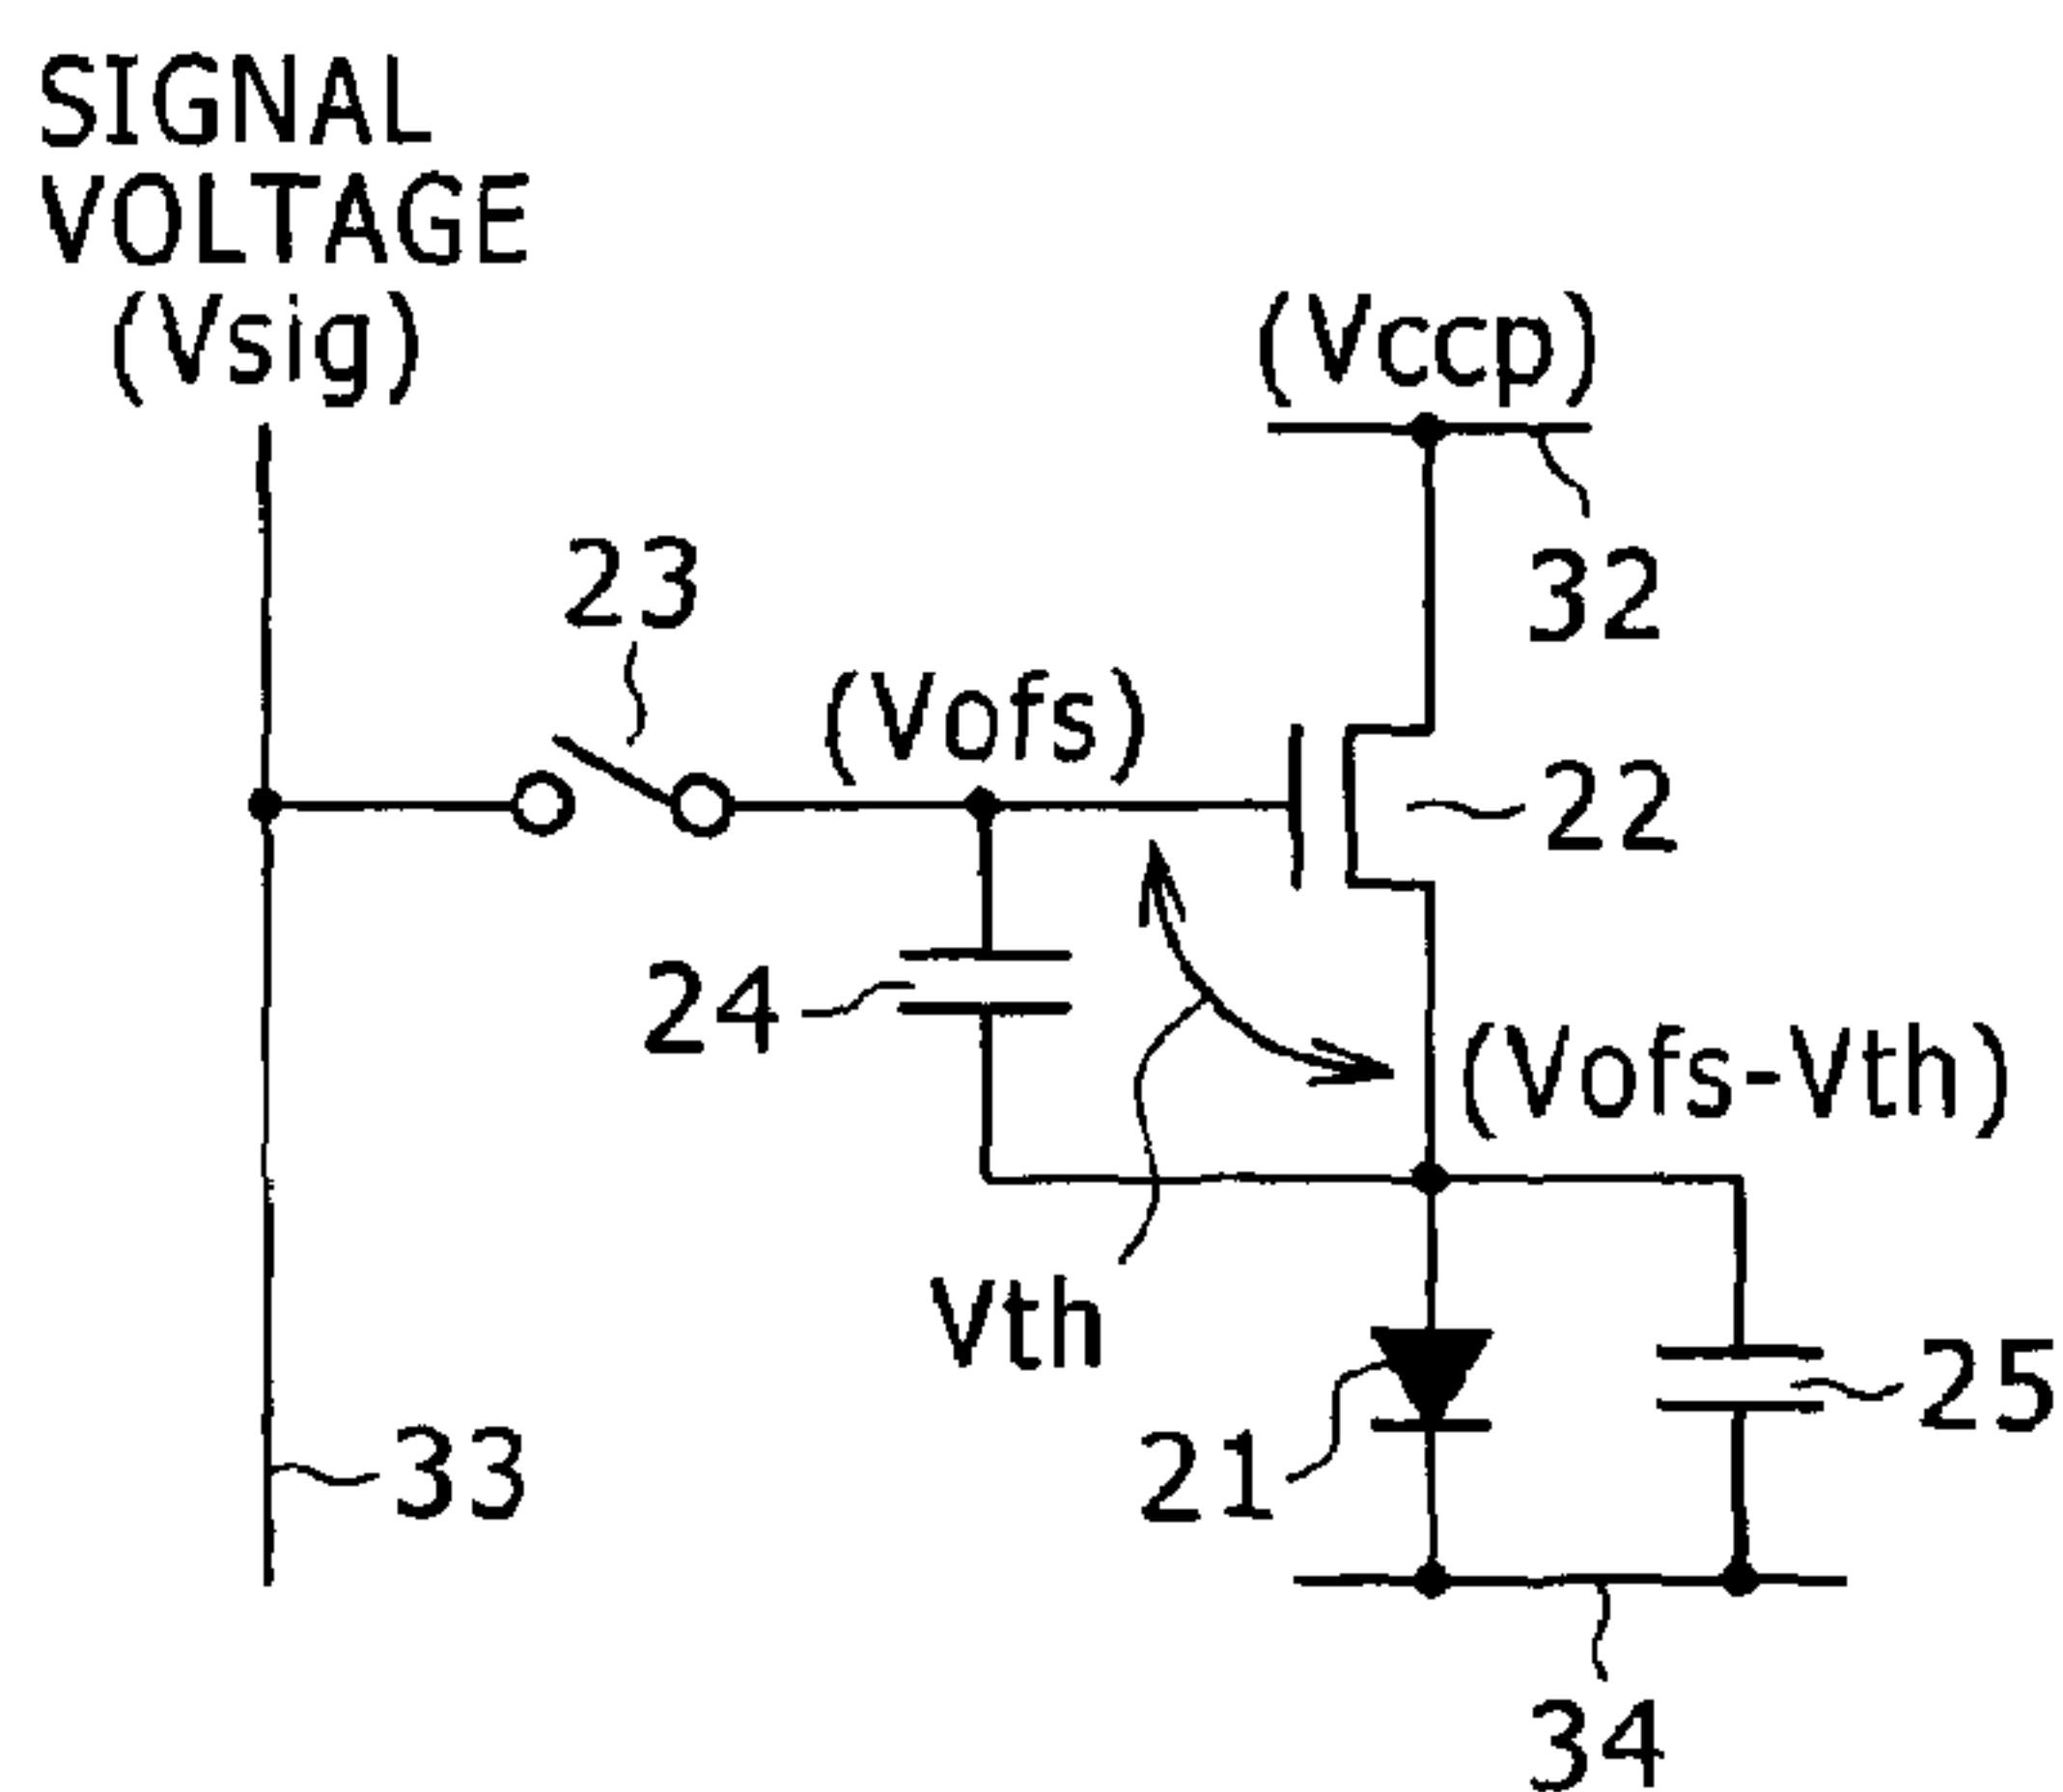 SIGNAL
VOLTAGE
(Vsig)
(Vccp)
32
23
(Vofs)
22
24
(Vofs-Vth)
Vth
25
21
33
34